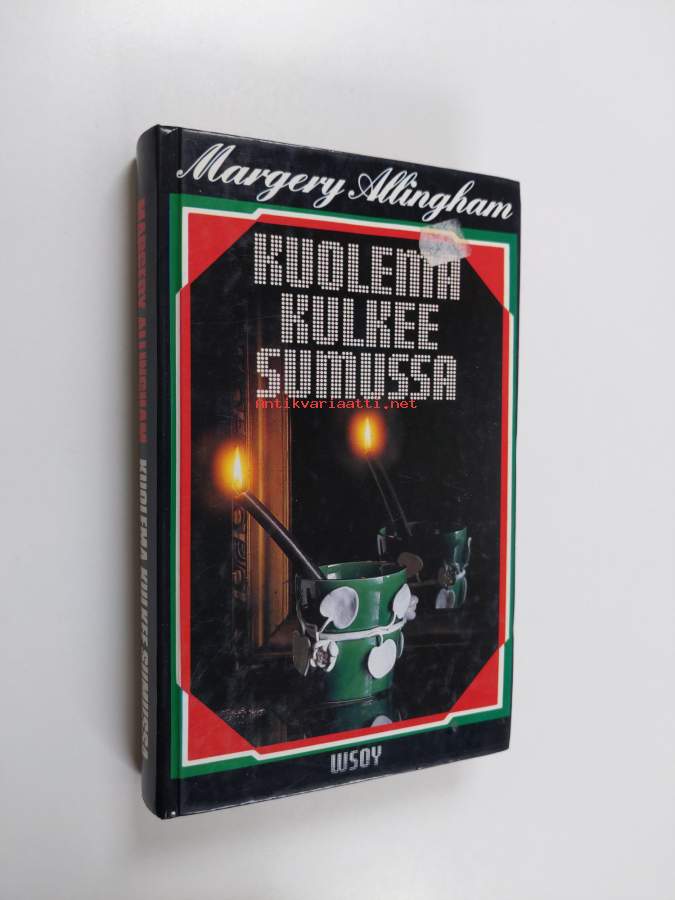 Margery Allingham
KUOLEMA
KULKEE
SUMUSSA
Antikvariaatti.net
WSOY
MARGERY ALLINGHAM KUOLEMA KULKEE SUMUSSA